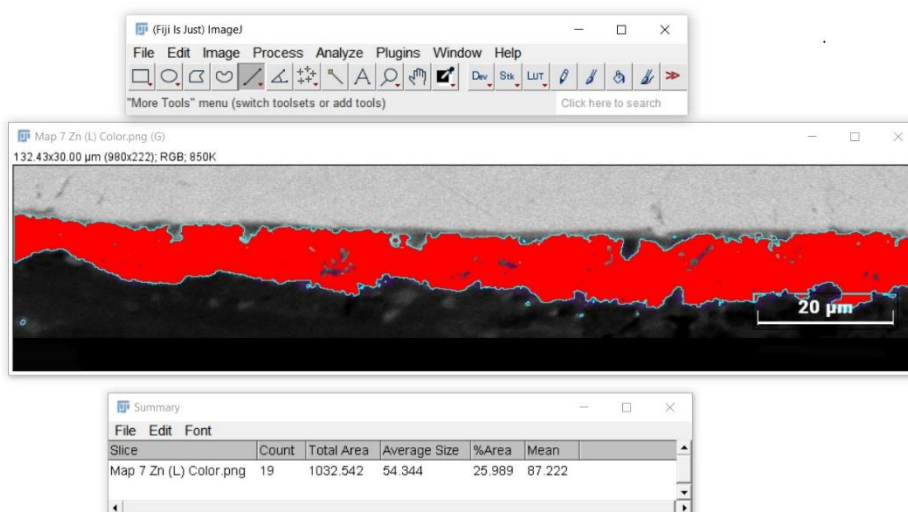 (Fiji Is Just) ImageJ
File Edit Image Process Analyze Plugins Window Help
Dev Stk LUT
"More Tools" menu (switch toolsets or add tools) Click here to search
Map 7 Zn (L) Color.png (G)
132.43x30.00 µm (980x222); RGB; 850K
20 µm
Summary
File Edit Font
Slice Count Total Area Average Size %Area Mean
Map 7 Zn (L) Color.png 19 1032.542 54.344 25.989 87.222